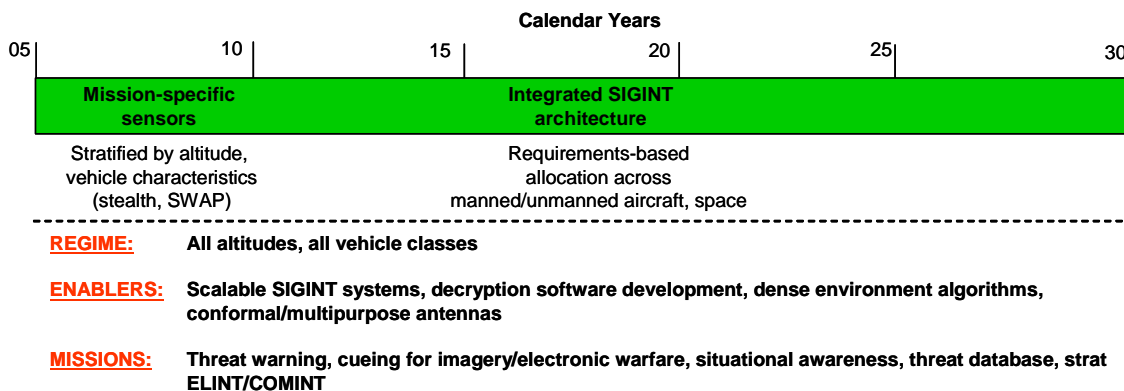 Calendar Years
05 10 15 20 25 30
Mission-specific
sensors
Integrated SIGINT
architecture
Stratified by altitude,
vehicle characteristics
(stealth, SWAP)
Requirements-based
allocation across
manned/unmanned aircraft, space
REGIME: All altitudes, all vehicle classes
ENABLERS: Scalable SIGINT systems, decryption software development, dense environment algorithms,
conformal/multipurpose antennas
MISSIONS: Threat warning, cueing for imagery/electronic warfare, situational awareness, threat database, strat
ELINT/COMINT